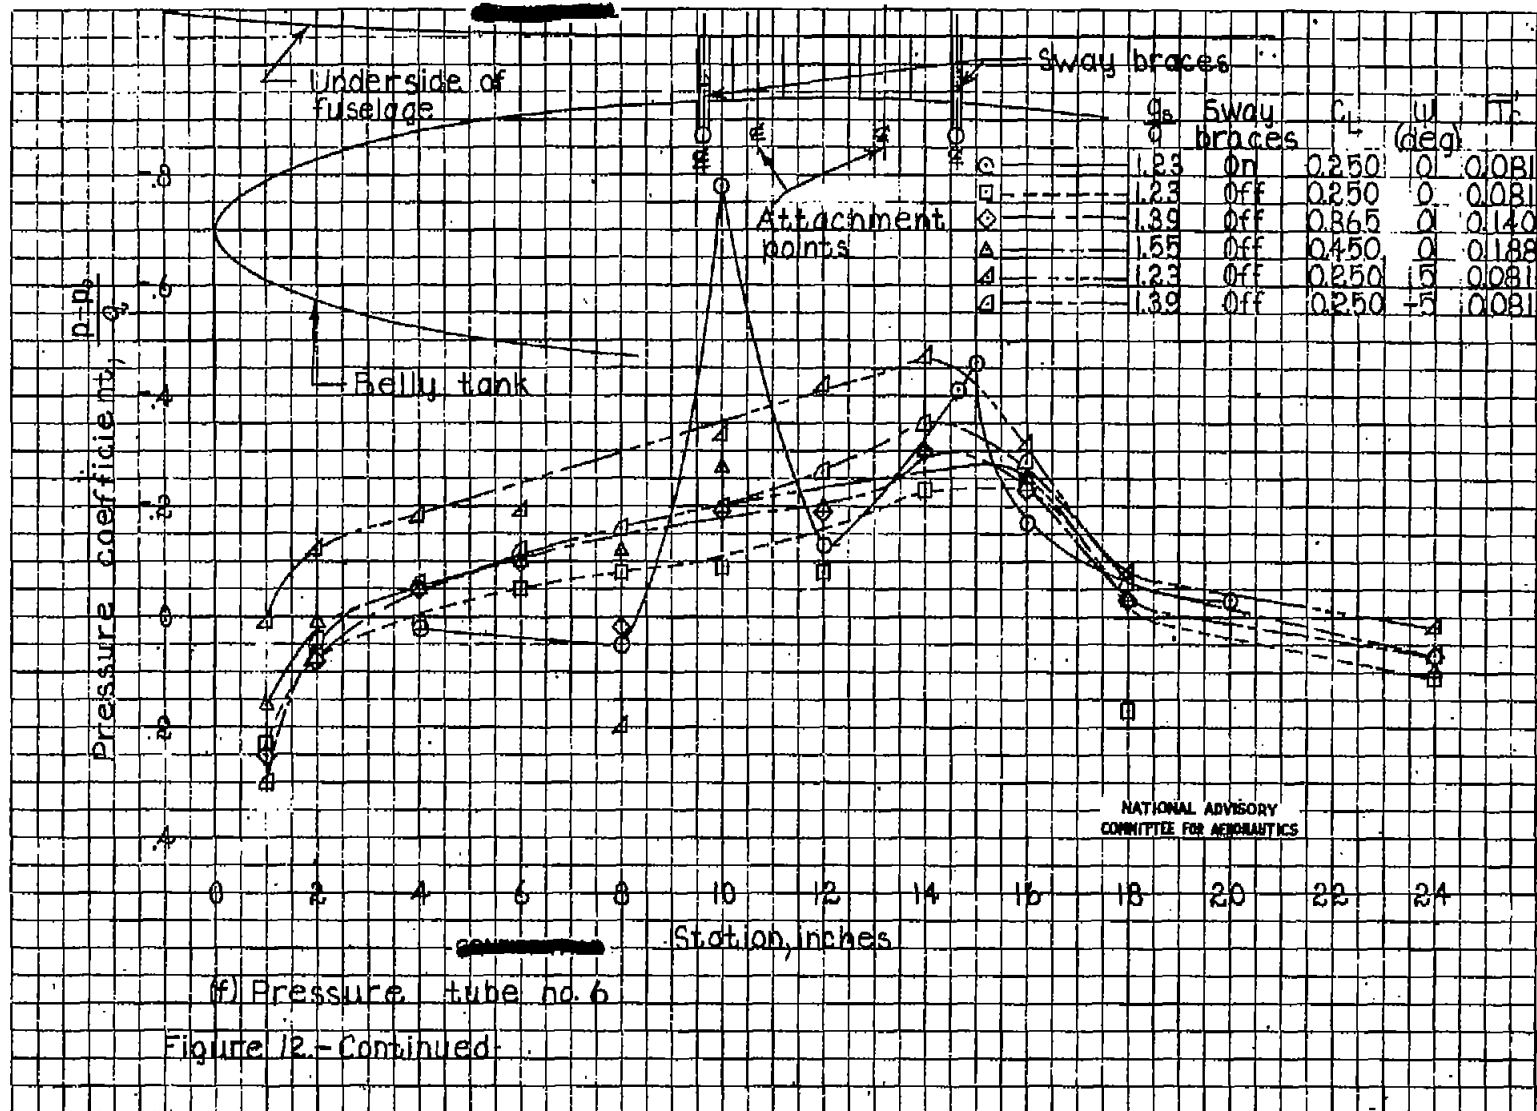 Underside of
fuselage
Sway braces
Attachment
points
Belly tank
Sway C_L ψ T_c'
braces (deg)
1.23 On 0.250 0 0.081
1.23 Off 0.250 0 0.081
1.39 Off 0.365 0 0.140
1.55 Off 0.450 0 0.188
1.23 Off 0.250 5 0.081
1.39 Off 0.250 -5 0.081
Pressure coefficient,
.8
.6
.4
.2
0
.2
.4
0 2 4 6 8 10 12 14 16 18 20 22 24
Station, inches
NATIONAL ADVISORY
COMMITTEE FOR AERONAUTICS
(f) Pressure tube no. 6
Figure 12.-Continued